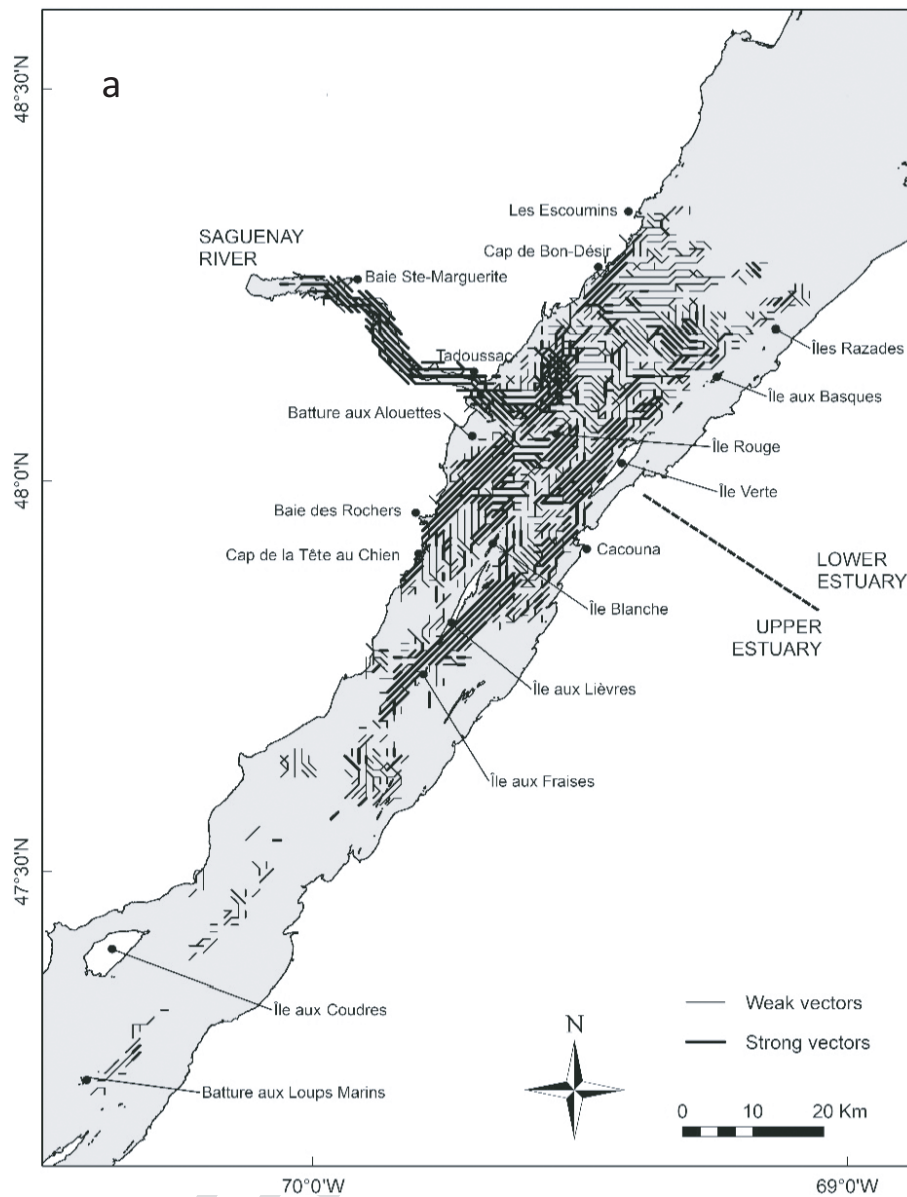 a
48°30'N
Les Escoumins
SAGUENAY
RIVER
Cap de Bon-Désir
Baie Ste-Marguerite
Îles Razades
Tadoussac
Île aux Basques
Batture aux Alouettes
Île Rouge
48°0'N
Île Verte
Baie des Rochers
Cap de la Tête au Chien
Cacouna
LOWER
ESTUARY
Île Blanche
UPPER
ESTUARY
Île aux Lièvres
Île aux Fraises
47°30'N
Île aux Coudres
Weak vectors
N
Strong vectors
Batture aux Loups Marins
0 10 20 Km
70°0'W
69°0'W